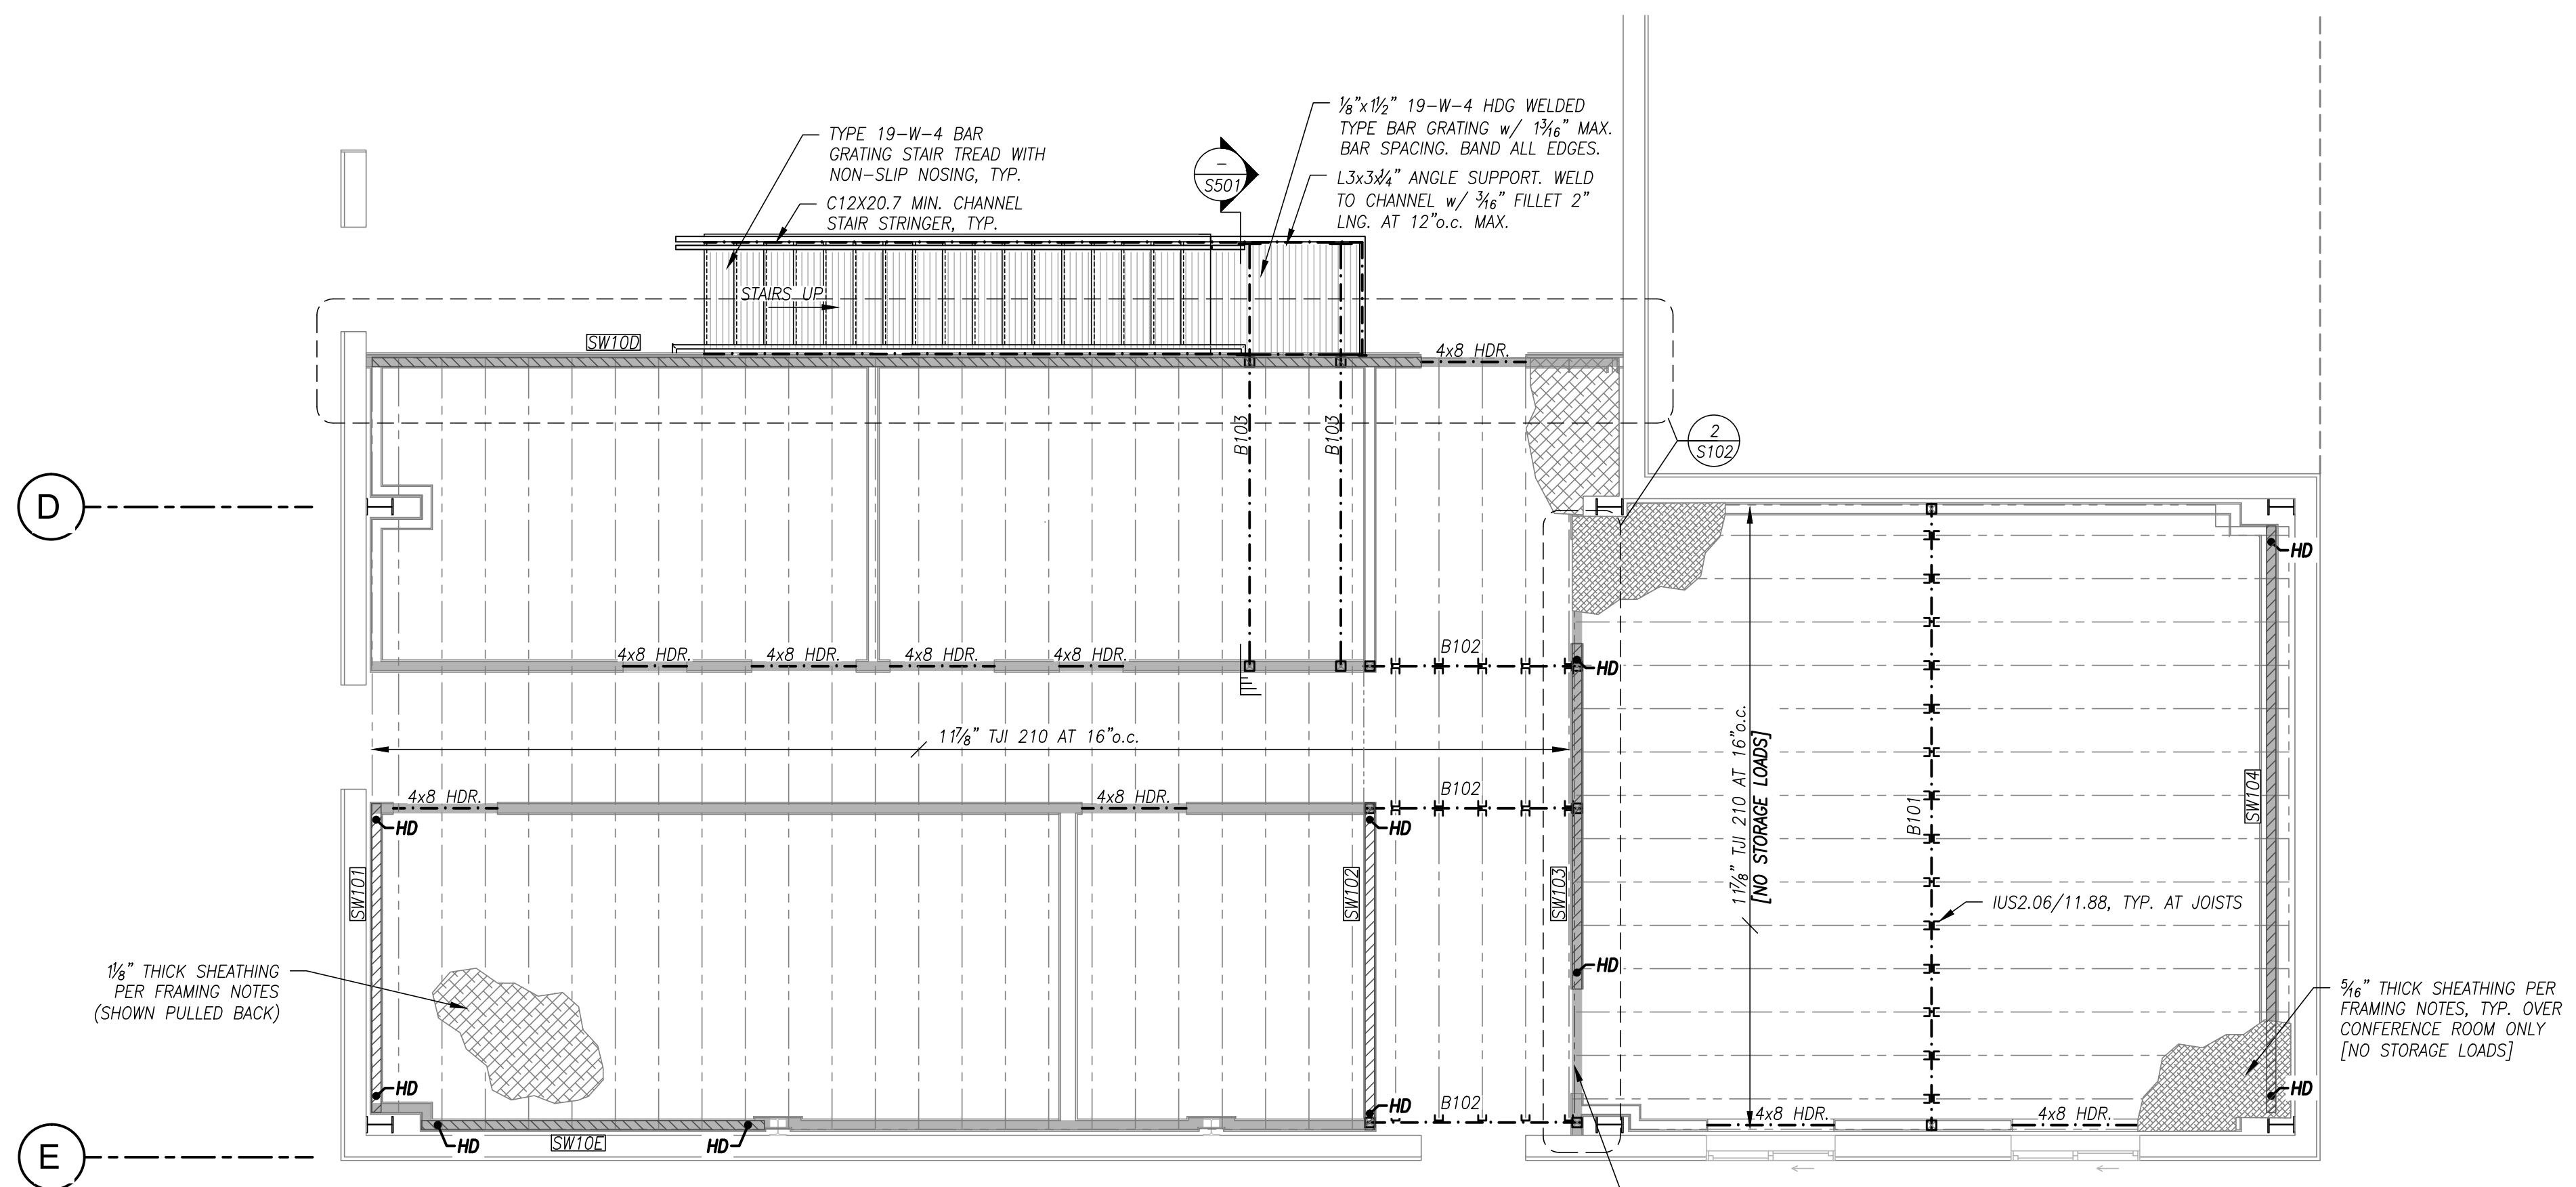 TYPE 19-W-4 BAR
GRATING STAIR TREAD WITH
NON-SLIP NOSING, TYP.
C12X20.7 MIN. CHANNEL
STAIR STRINGER, TYP.
–
S501
⅛"x1½" 19-W-4 HDG WELDED
TYPE BAR GRATING w/ 1³⁄₁₆" MAX.
BAR SPACING. BAND ALL EDGES.
L3x3x¼" ANGLE SUPPORT. WELD
TO CHANNEL w/ ³⁄₁₆" FILLET 2"
LNG. AT 12"o.c. MAX.
STAIRS UP
SW10D
4x8 HDR.
B103
B103
2
S102
D
HD
4x8 HDR.
4x8 HDR.
4x8 HDR.
4x8 HDR.
B102
HD
11⅞" TJI 210 AT 16"o.c.
11⅞" TJI 210 AT 16"o.c.
[NO STORAGE LOADS]
B101
SW104
4x8 HDR.
4x8 HDR.
B102
HD
HD
SW101
SW102
SW103
IUS2.06/11.88, TYP. AT JOISTS
1⅛" THICK SHEATHING
PER FRAMING NOTES
(SHOWN PULLED BACK)
HD
⁵⁄₁₆" THICK SHEATHING PER
FRAMING NOTES, TYP. OVER
CONFERENCE ROOM ONLY
[NO STORAGE LOADS]
HD
HD
HD
B102
4x8 HDR.
4x8 HDR.
HD
SW10E
HD
E